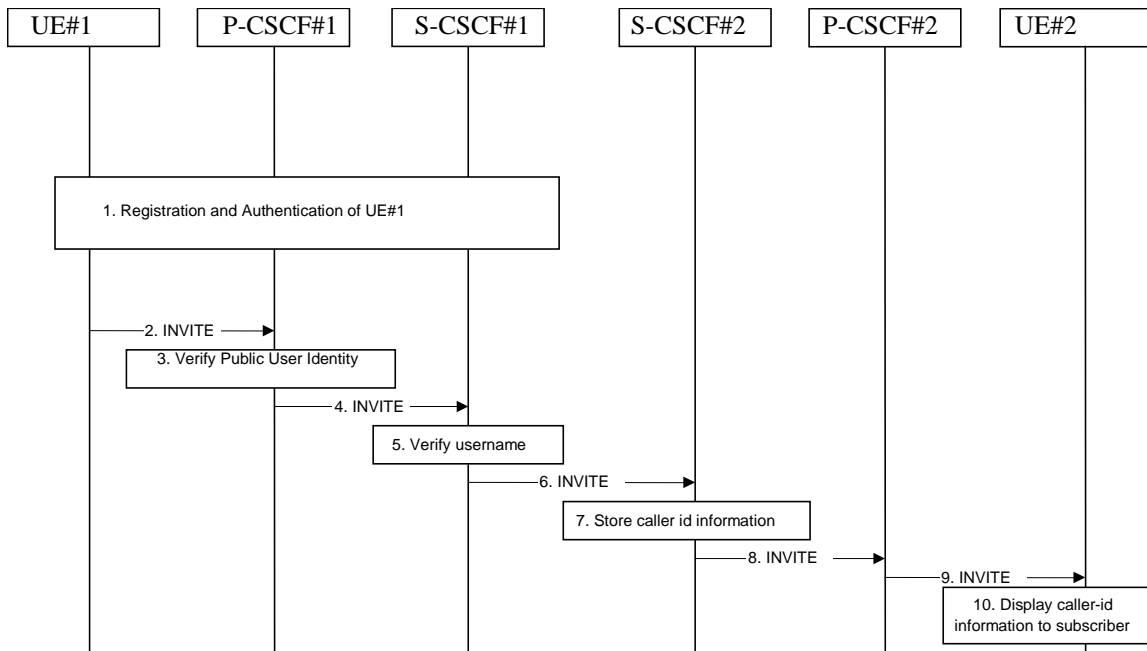 UE#1
P-CSCF#1
S-CSCF#1
S-CSCF#2
P-CSCF#2
UE#2
1. Registration and Authentication of UE#1
2. INVITE
3. Verify Public User Identity
4. INVITE
5. Verify username
6. INVITE
7. Store caller id information
8. INVITE
9. INVITE
10. Display caller-id
information to subscriber